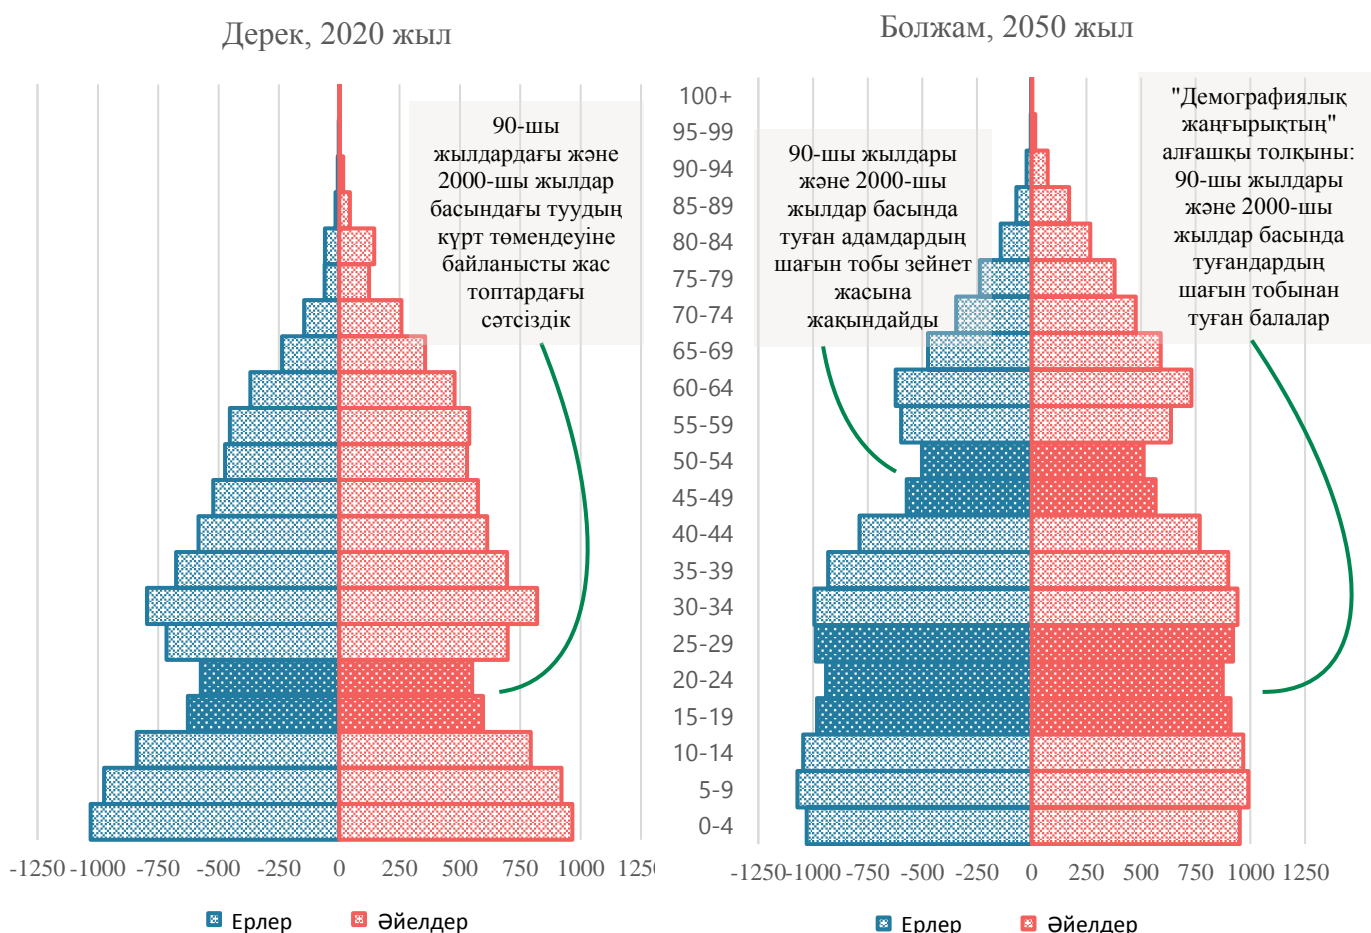 Дерек, 2020 жыл
90-шы
жылдардағы және
2000-шы жылдар
басындағы туудың
күрт төмендеуіне
байланысты жас
топтардағы
сәтсіздік
-1250 -1000 -750 -500 -250 0 250 500 750 1000 125
Ерлер Әйелдер
100+
95-99
90-94
85-89
80-84
75-79
70-74
65-69
60-64
55-59
50-54
45-49
40-44
35-39
30-34
25-29
20-24
15-19
10-14
5-9
0-4
Болжам, 2050 жыл
90-шы жылдары
және 2000-шы
жылдар басында
туған адамдардың
шағын тобы зейнет
жасына
жақындайды
"Демографиялық
жаңғырықтың"
алғашқы толқыны:
90-шы жылдары
және 2000-шы
жылдар басында
туғандардың
шағын тобынан
туған балалар
-1250 -1000 -750 -500 -250 0 250 500 750 1000 1250
Ерлер Әйелдер